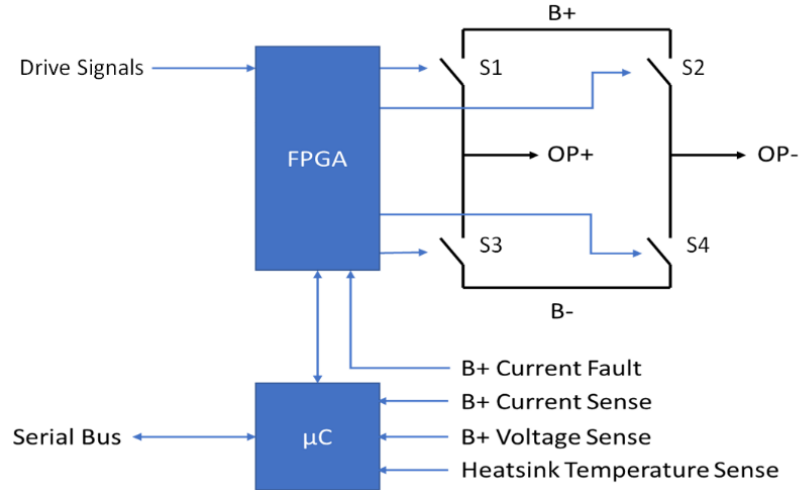 B+
Drive Signals
S1
S2
FPGA
OP+
OP-
S3
S4
B-
B+ Current Fault
B+ Current Sense
Serial Bus
µC
B+ Voltage Sense
Heatsink Temperature Sense